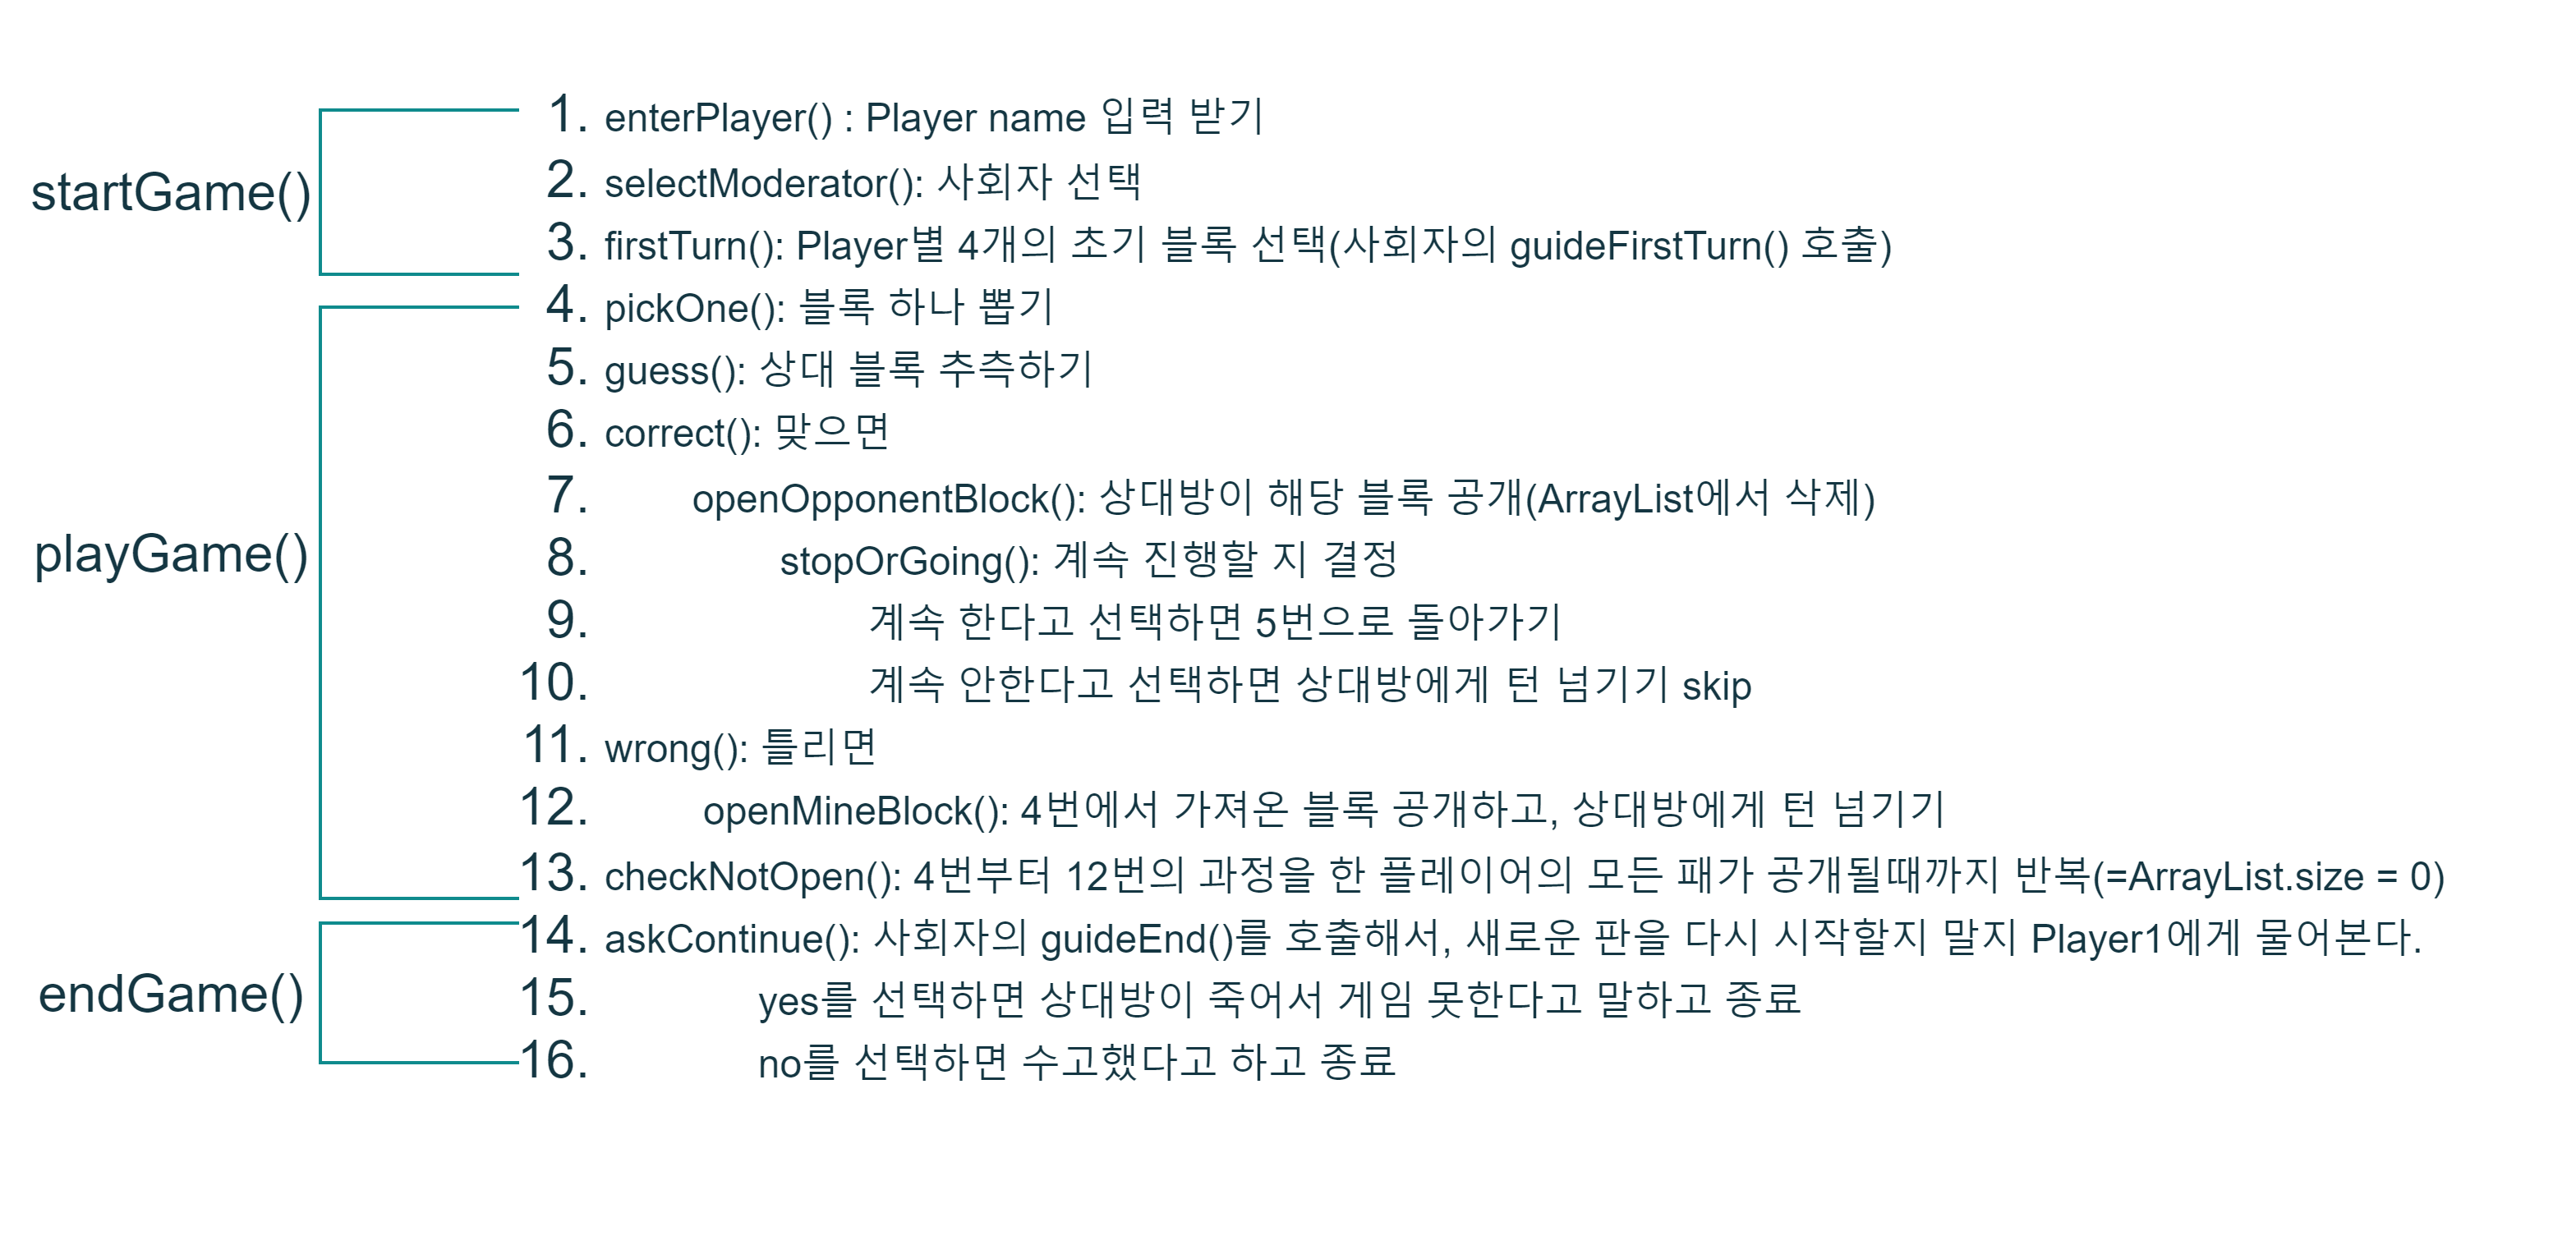 startGame()
1. enterPlayer() : Player name 입력 받기
2. selectModerator(): 사회자 선택
3. firstTurn(): Player별 4개의 초기 블록 선택(사회자의 guideFirstTurn() 호출)
playGame()
4. pickOne(): 블록 하나 뽑기
5. guess(): 상대 블록 추측하기
6. correct(): 맞으면
7. openOpponentBlock(): 상대방이 해당 블록 공개(ArrayList에서 삭제)
8. stopOrGoing(): 계속 진행할 지 결정
9. 계속 한다고 선택하면 5번으로 돌아가기
10. 계속 안한다고 선택하면 상대방에게 턴 넘기기 skip
11. wrong(): 틀리면
12. openMineBlock(): 4번에서 가져온 블록 공개하고, 상대방에게 턴 넘기기
13. checkNotOpen(): 4번부터 12번의 과정을 한 플레이어의 모든 패가 공개될때까지 반복(=ArrayList.size = 0)
endGame()
14. askContinue(): 사회자의 guideEnd()를 호출해서, 새로운 판을 다시 시작할지 말지 Player1에게 물어본다.
15. yes를 선택하면 상대방이 죽어서 게임 못한다고 말하고 종료
16. no를 선택하면 수고했다고 하고 종료